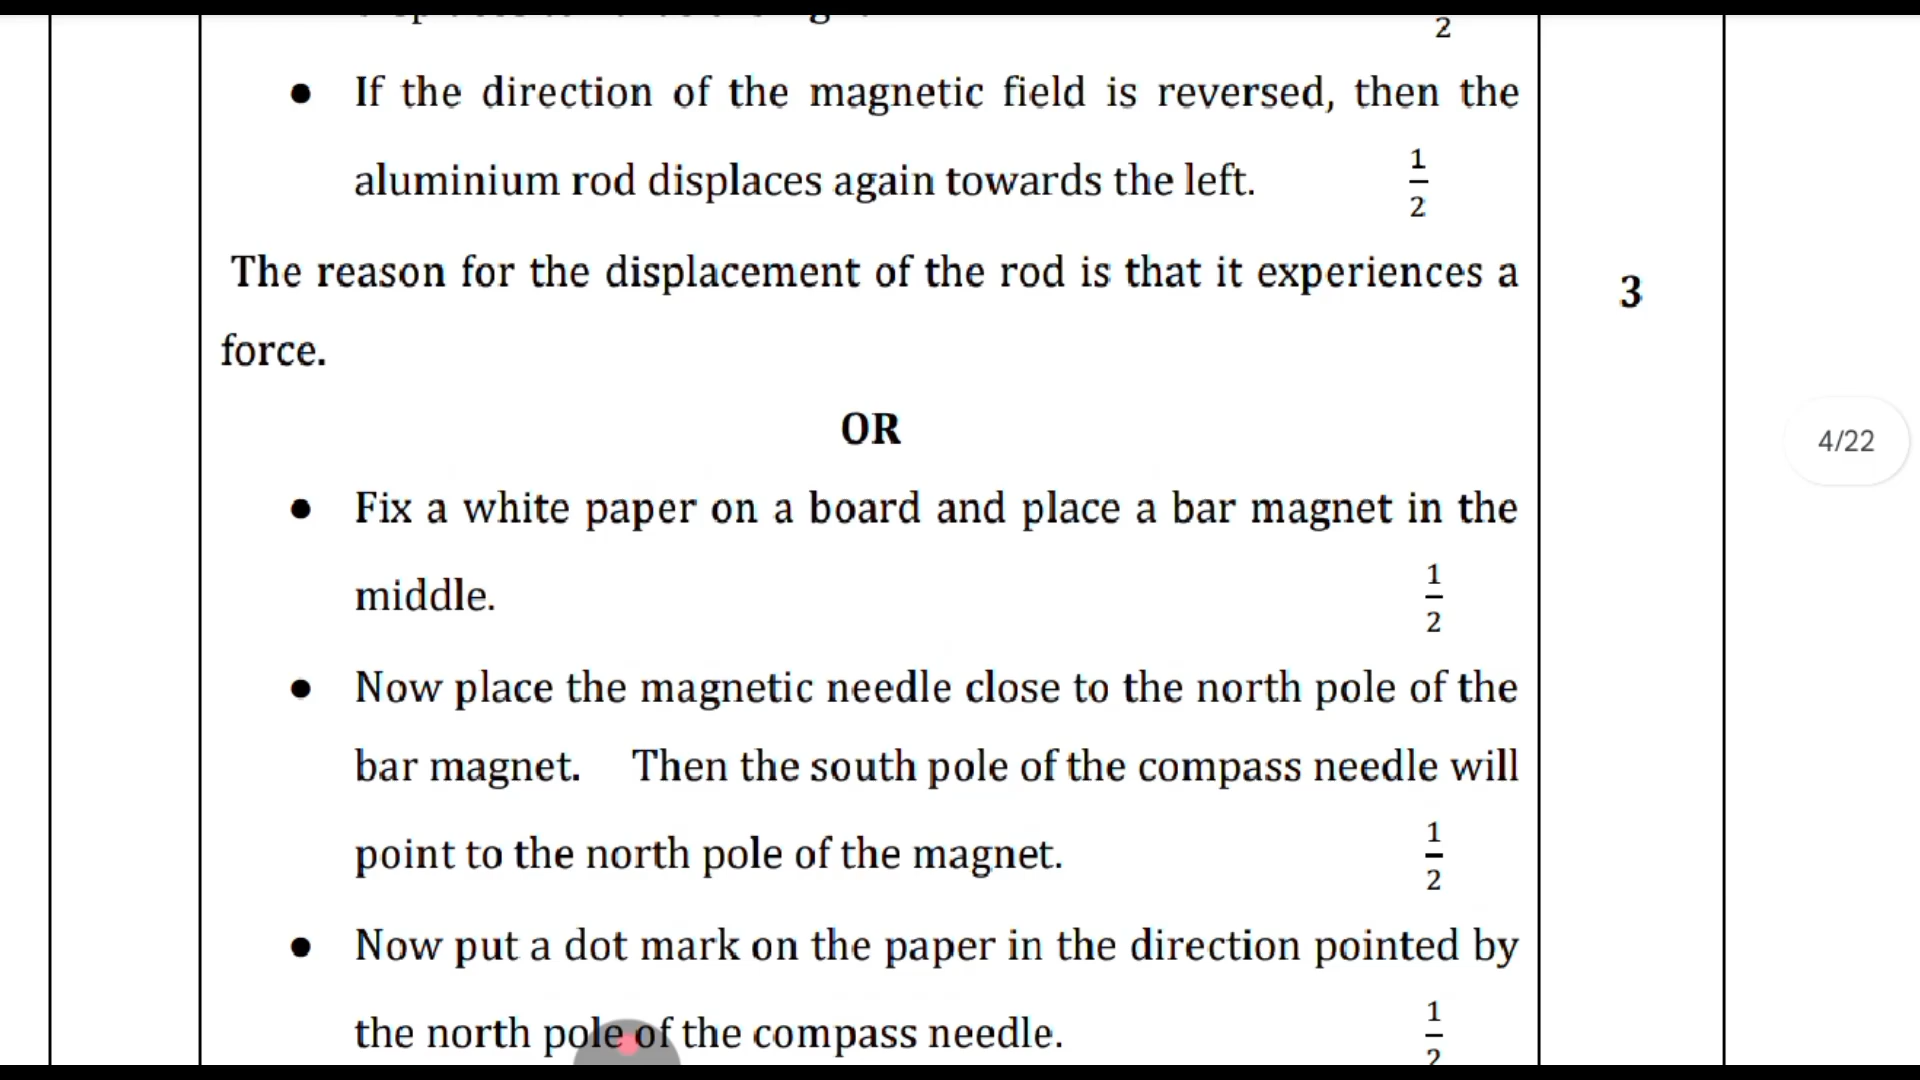 2
● If the direction of the magnetic field is reversed, then the
aluminium rod displaces again towards the left. 1/2
The reason for the displacement of the rod is that it experiences a
3
force.
OR
4/22
● Fix a white paper on a board and place a bar magnet in the
middle. 1/2
● Now place the magnetic needle close to the north pole of the
bar magnet. Then the south pole of the compass needle will
point to the north pole of the magnet. 1/2
● Now put a dot mark on the paper in the direction pointed by
the north pole of the compass needle. 1/2